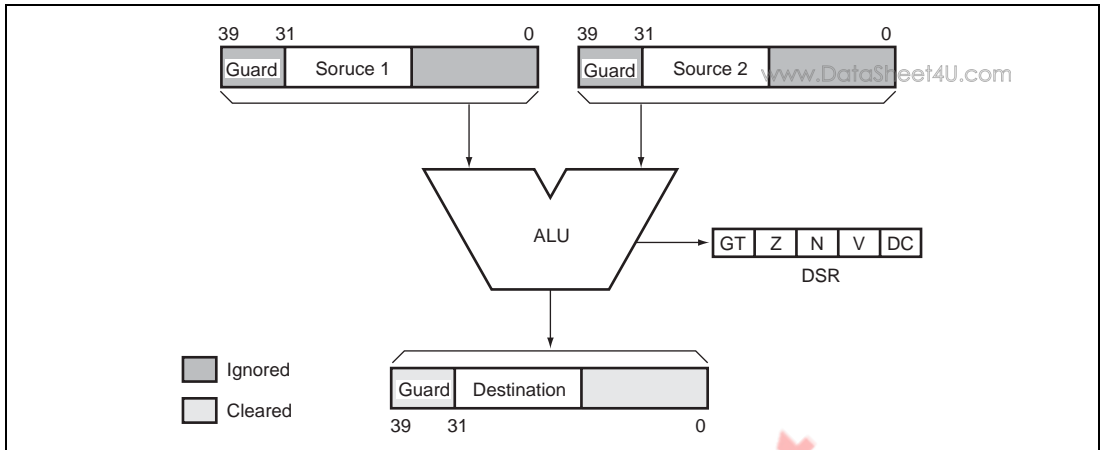 39 31 0
Guard Soruce 1
39 31 0
Guard Source 2
www.DataSheet4U.com
ALU
GT Z N V DC
DSR
Ignored
Cleared
Guard Destination
39 31 0